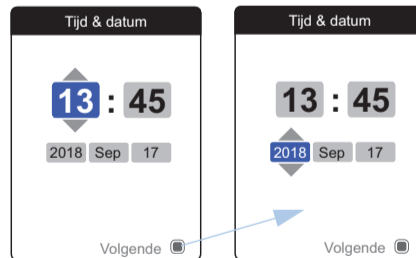 Tijd & datum
13 : 45
2018 Sep 17
Volgende
Tijd & datum
13 : 45
2018 Sep 17
Volgende